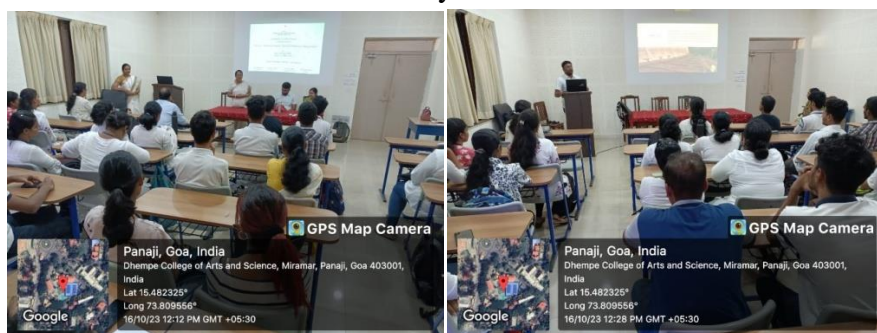 GPS Map Camera
Panaji, Goa, India
Dhempe College of Arts and Science, Miramar, Panaji, Goa 403001,
India
Lat 15.482325°
Long 73.809556°
16/10/23 12:12 PM GMT +05:30
Google
GPS Map Camera
Panaji, Goa, India
Dhempe College of Arts and Science, Miramar, Panaji, Goa 403001,
India
Lat 15.482325°
Long 73.809556°
16/10/23 12:28 PM GMT +05:30
Google